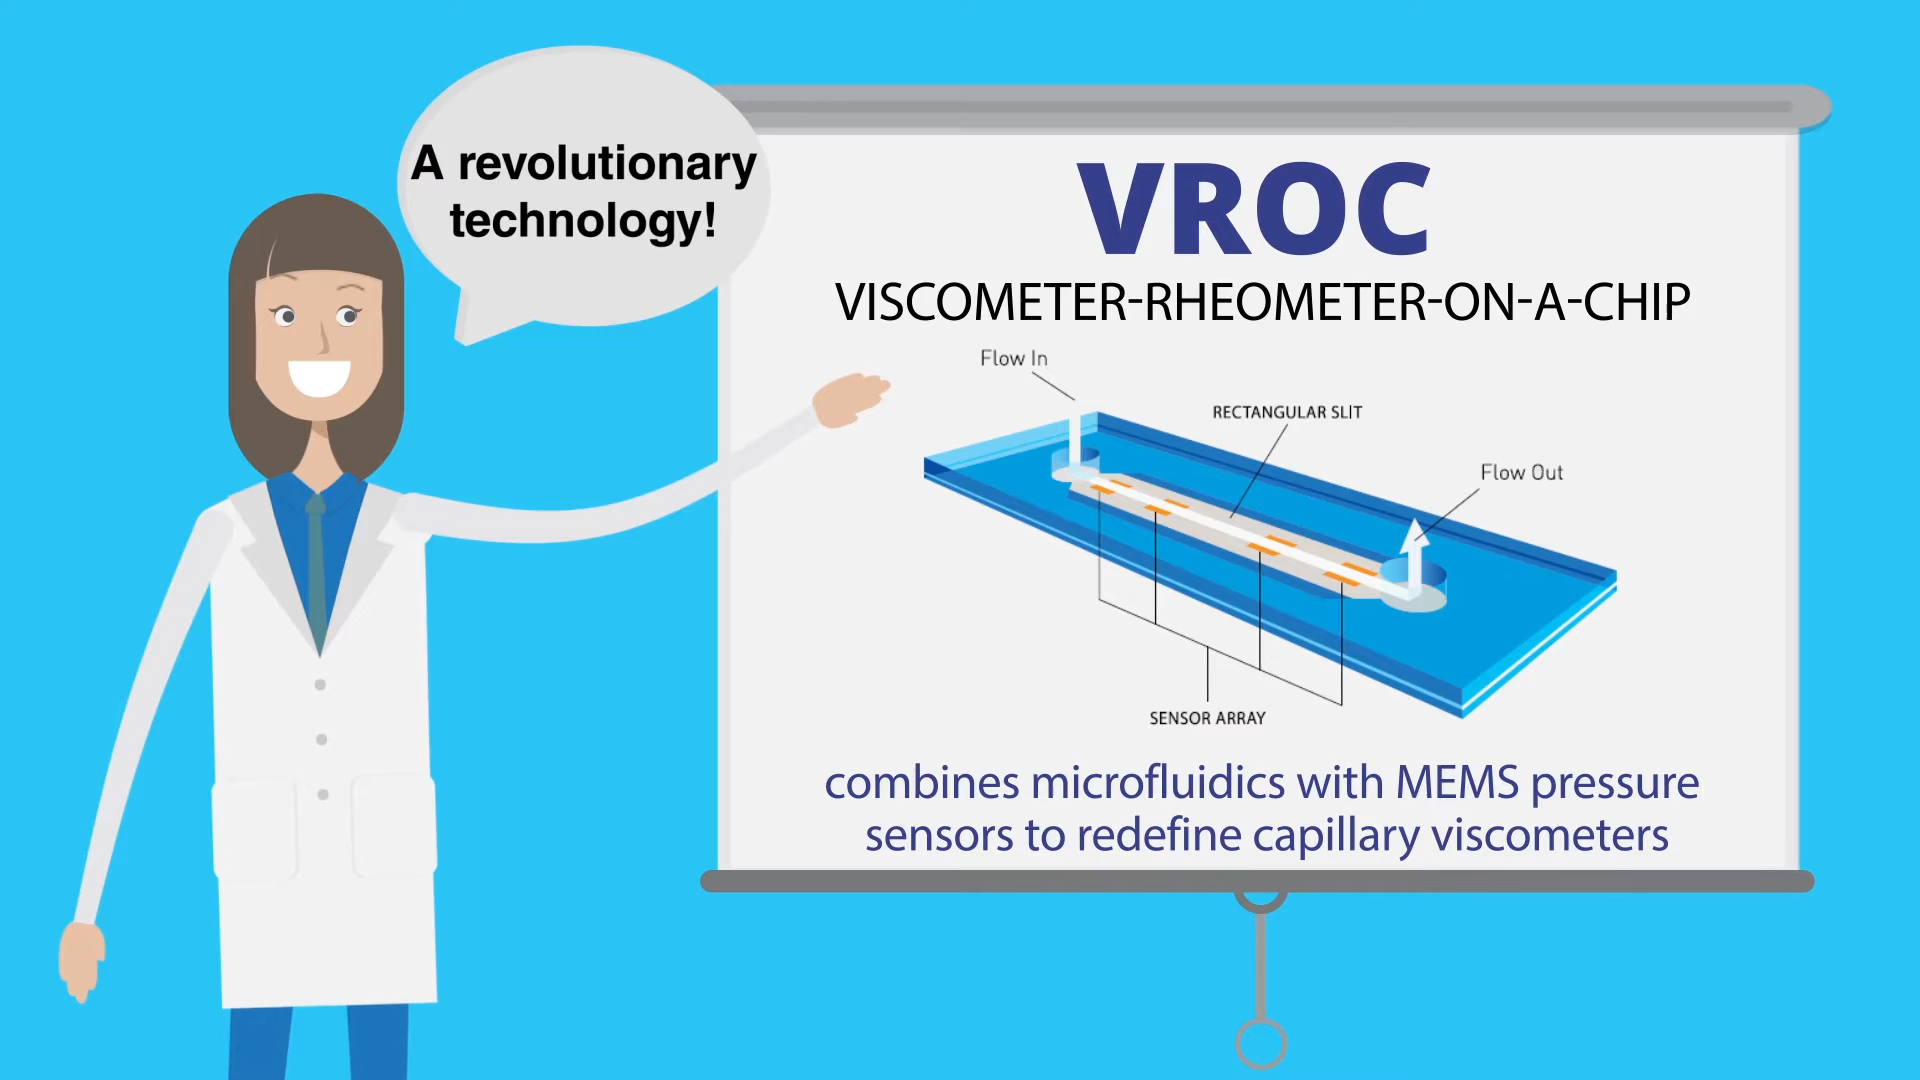 A revolutionary
technology!
VROC
VISCOMETER-RHEOMETER-ON-A-CHIP
Flow In
RECTANGULAR SLIT
Flow Out
SENSOR ARRAY
combines microfluidics with MEMS pressure
sensors to redefine capillary viscometers